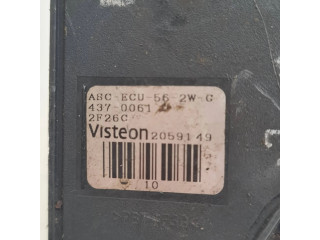 ABC-ECU-56-2W-C
437-0061
2F26C
Visteon 2059149
10